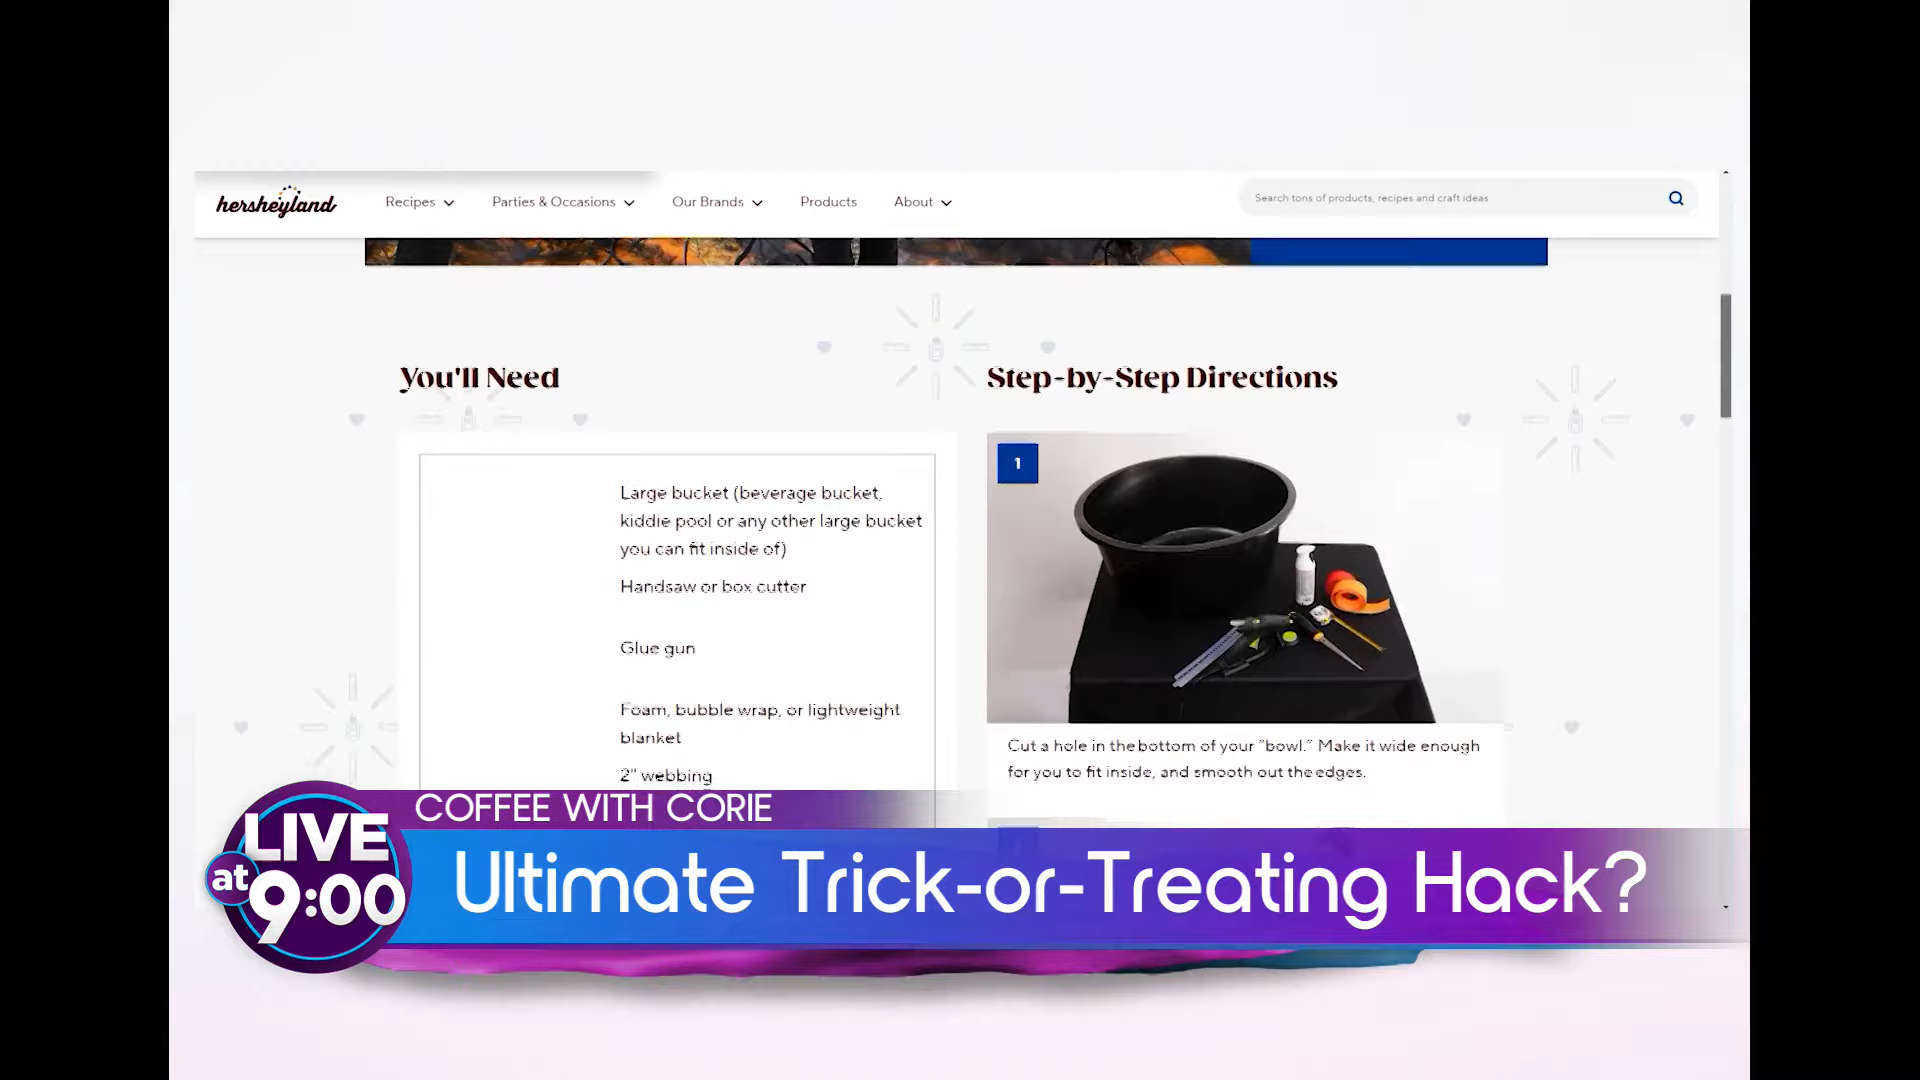 hersheyland
Recipes
Parties & Occasions
Our Brands
Products
About
Search tons of products, recipes and craft ideas
You'll Need
Large bucket (beverage bucket,
kiddie pool or any other large bucket
you can fit inside of)
Handsaw or box cutter
Glue gun
Foam, bubble wrap, or lightweight
blanket
2" webbing
Step-by-Step Directions
1
Cut a hole in the bottom of your "bowl." Make it wide enough
for you to fit inside, and smooth out the edges.
LIVE
at
9:00
COFFEE WITH CORIE
Ultimate Trick-or-Treating Hack?